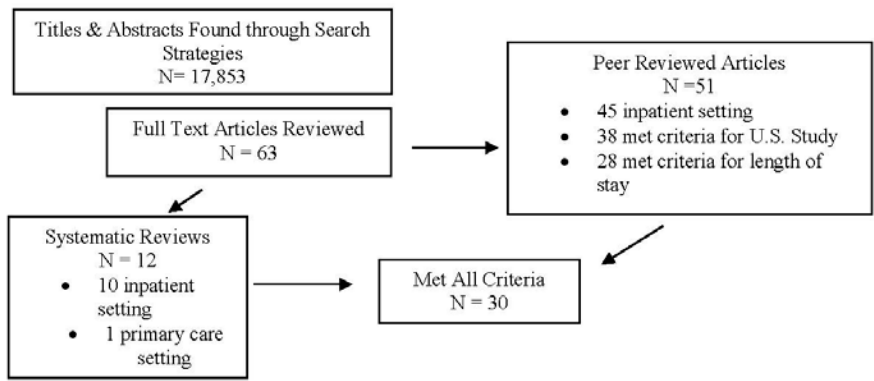 Titles & Abstracts Found through Search
Strategies
N= 17,853
Full Text Articles Reviewed
N = 63
Peer Reviewed Articles
N =51
• 45 inpatient setting
• 38 met criteria for U.S. Study
• 28 met criteria for length of
stay
Systematic Reviews
N = 12
• 10 inpatient
setting
• 1 primary care
setting
Met All Criteria
N = 30